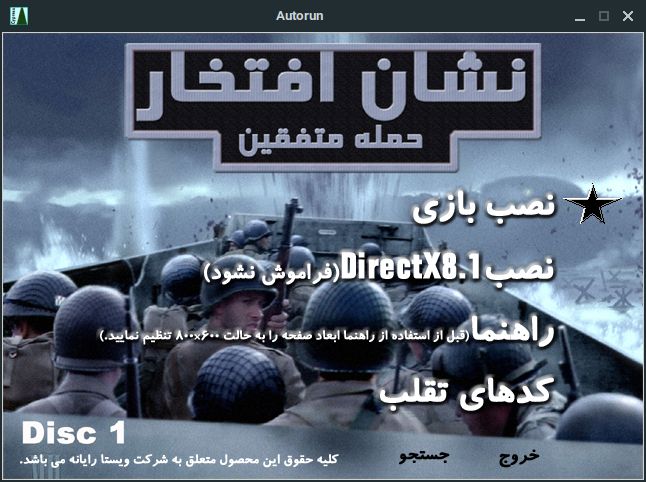 Autorun
نشان افتخار
حمله متفقین
نصب بازی
نصب DirectX8.1 (فراموش نشود)
راهنما (قبل از استفاده از راهنما ابعاد صفحه را به حالت ۶۰۰×۸۰۰ تنظیم نمایید.)
کدهای تقلب
Disc 1
خروج جستجو
کلیه حقوق این محصول متعلق به شرکت ویستا رایانه می باشد.